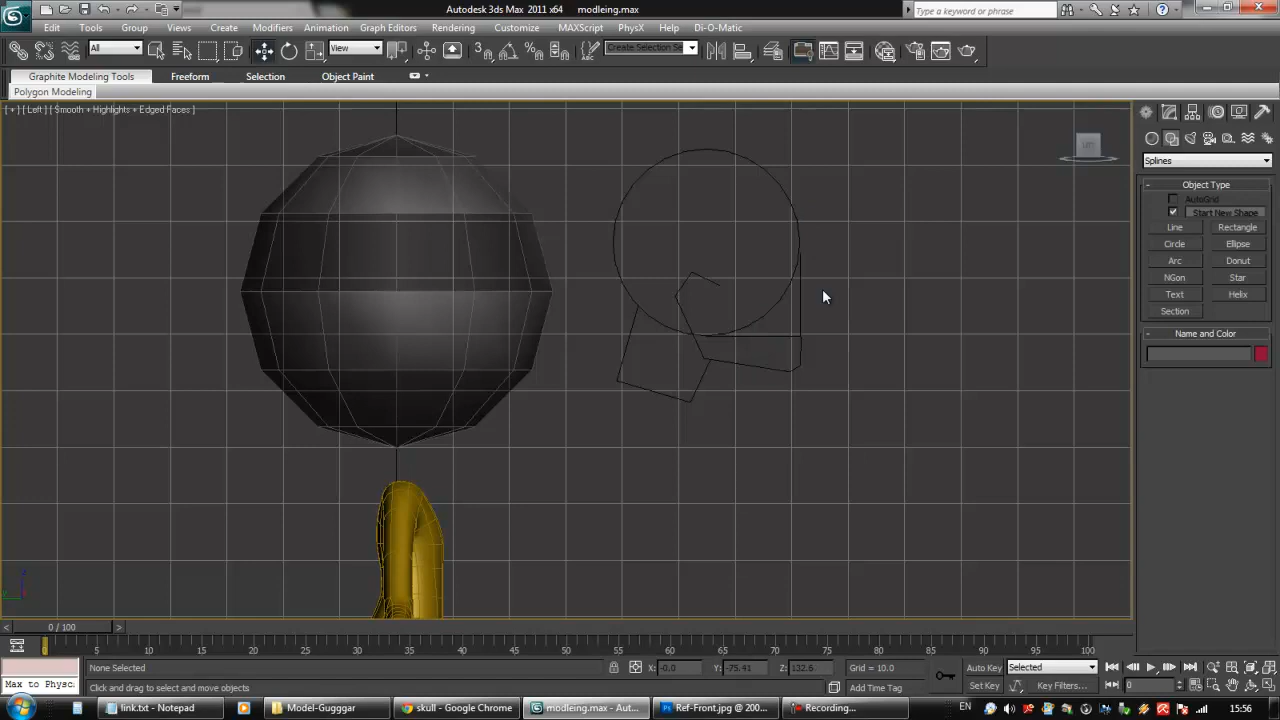 Autodesk 3ds Max 2011 x64 modleing.max
Type a keyword or phrase
Edit Tools Group Views Create Modifiers Animation Graph Editors Rendering Customize MAXScript PhysX Help Di-O-Matic
All View Create Selection Se
Graphite Modeling Tools Freeform Selection Object Paint
Polygon Modeling
[ + ] [ Left ] [ Smooth + Highlights + Edged Faces ]
Splines
- Object Type
AutoGrid
Start New Shape
Line Rectangle
Circle Ellipse
Arc Donut
NGon Star
Text Helix
Section
- Name and Color
< 0 / 100 >
0 5 10 15 20 25 30 35 40 45 50 55 60 65 70 75 80 85 90 95 100
None Selected X: -0.0 Y: -75.41 Z: 132.6 Grid = 10.0 Auto Key Selected
Max to Physc
Click and drag to select and move objects Add Time Tag Set Key Key Filters... 0
link.txt - Notepad Model-Gugggar skull - Google Chrome modleing.max - Aut... Ref-Front.jpg @ 200... Recording... EN 15:56